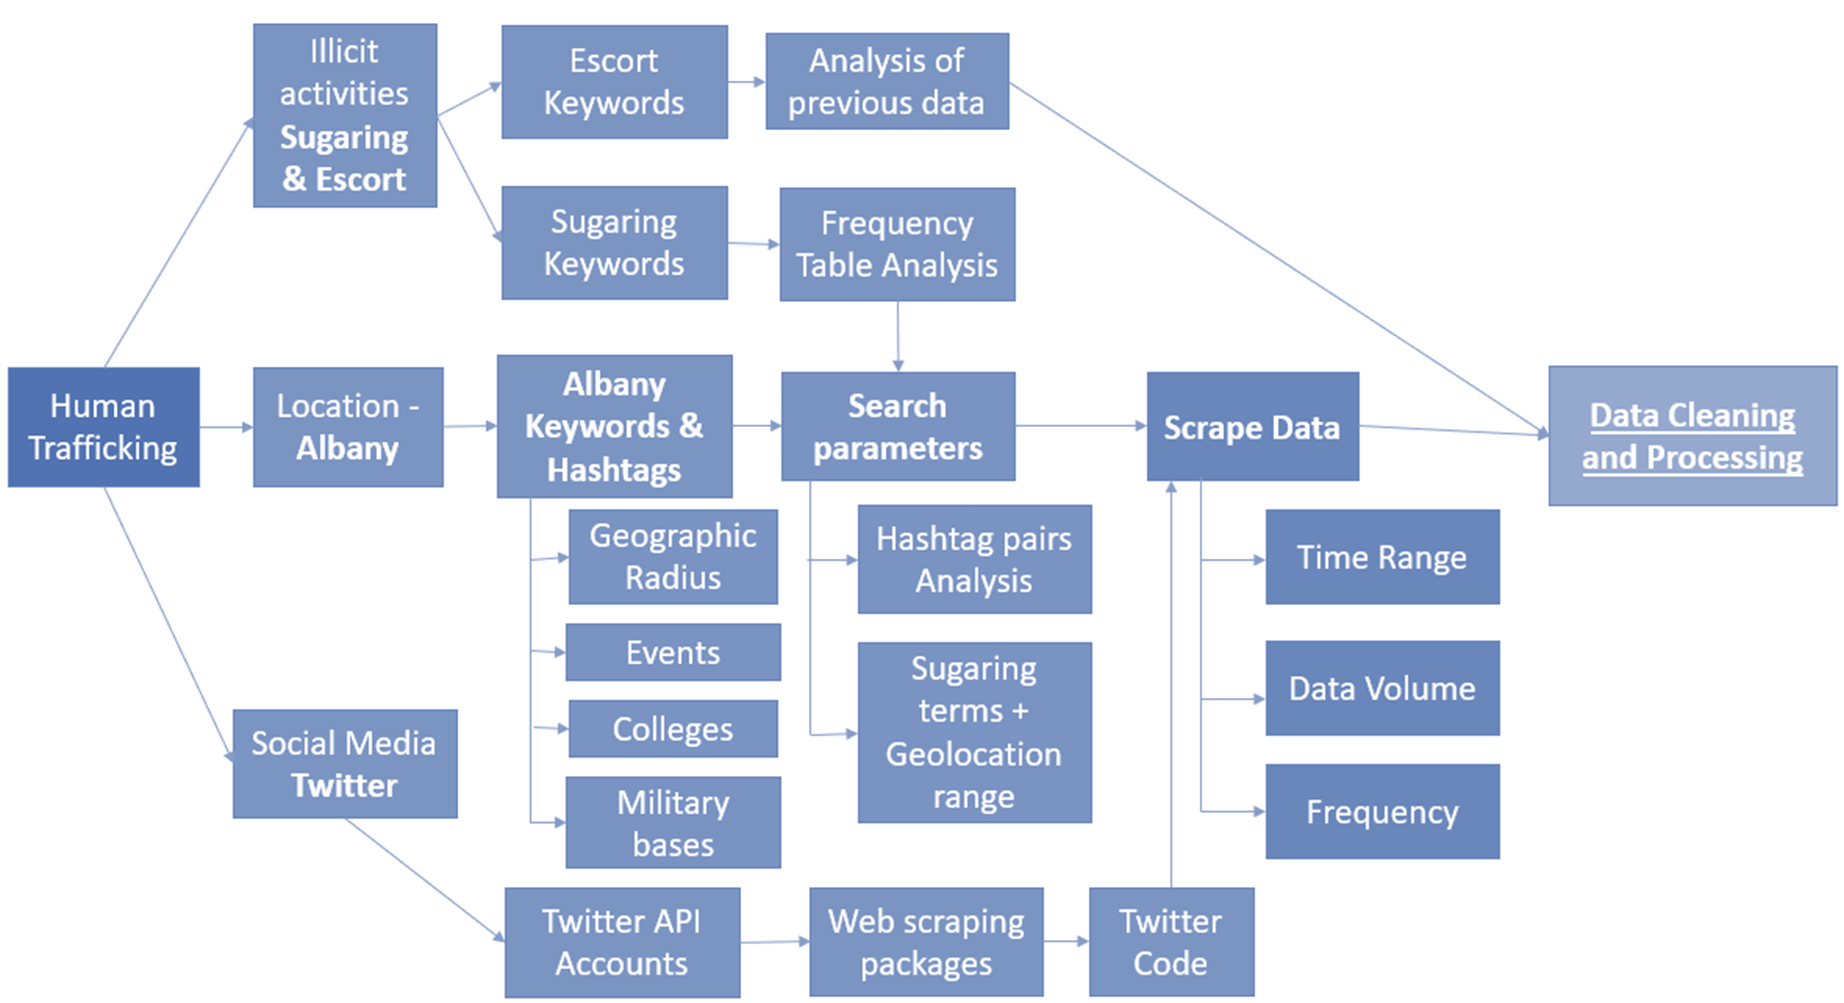 Illicit
activities
Sugaring
& Escort
Escort
Keywords
Analysis of
previous data
Sugaring
Keywords
Frequency
Table Analysis
Human
Trafficking
Location -
Albany
Albany
Keywords &
Hashtags
Search
parameters
Scrape Data
Data Cleaning
and Processing
Geographic
Radius
Events
Colleges
Military
bases
Hashtag pairs
Analysis
Sugaring
terms +
Geolocation
range
Time Range
Data Volume
Frequency
Social Media
Twitter
Twitter API
Accounts
Web scraping
packages
Twitter
Code